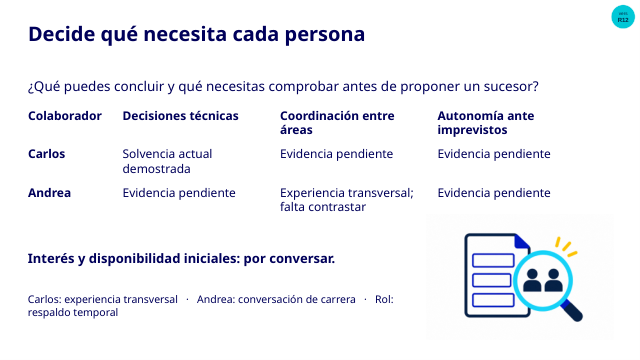 Decide qué necesita cada persona
R12
¿Qué puedes concluir y qué necesitas comprobar antes de proponer un sucesor?
Colaborador Decisiones técnicas Coordinación entre áreas Autonomía ante imprevistos
Carlos Solvencia actual demostrada Evidencia pendiente Evidencia pendiente
Andrea Evidencia pendiente Experiencia transversal; falta contrastar Evidencia pendiente
Interés y disponibilidad iniciales: por conversar.
Carlos: experiencia transversal · Andrea: conversación de carrera · Rol:
respaldo temporal